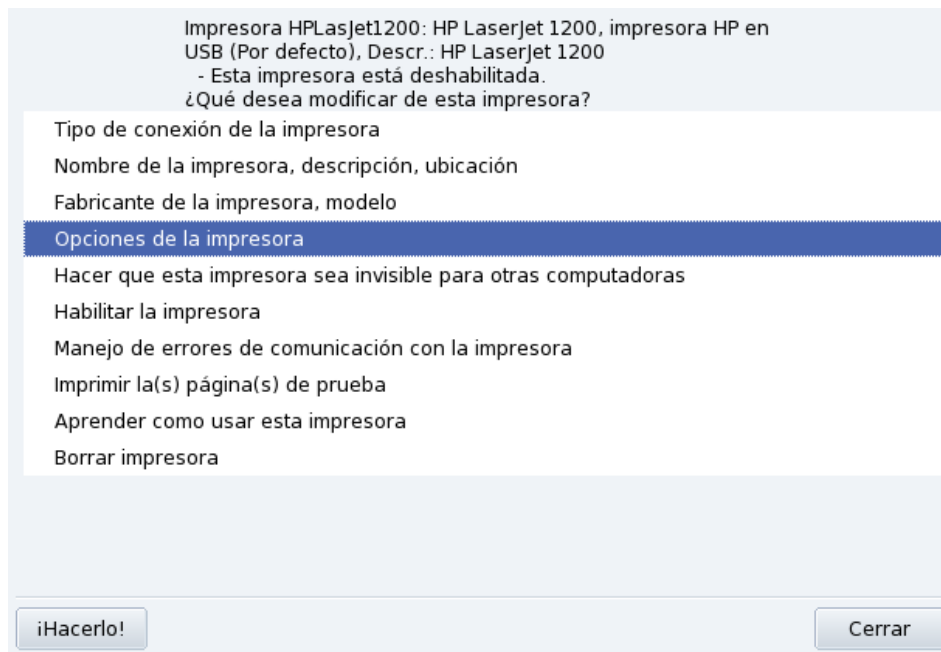 Impresora HPLasJet1200: HP LaserJet 1200, impresora HP en
USB (Por defecto), Descr.: HP LaserJet 1200
- Esta impresora está deshabilitada.
¿Qué desea modificar de esta impresora?
Tipo de conexión de la impresora
Nombre de la impresora, descripción, ubicación
Fabricante de la impresora, modelo
Opciones de la impresora
Hacer que esta impresora sea invisible para otras computadoras
Habilitar la impresora
Manejo de errores de comunicación con la impresora
Imprimir la(s) página(s) de prueba
Aprender como usar esta impresora
Borrar impresora
¡Hacerlo!
Cerrar